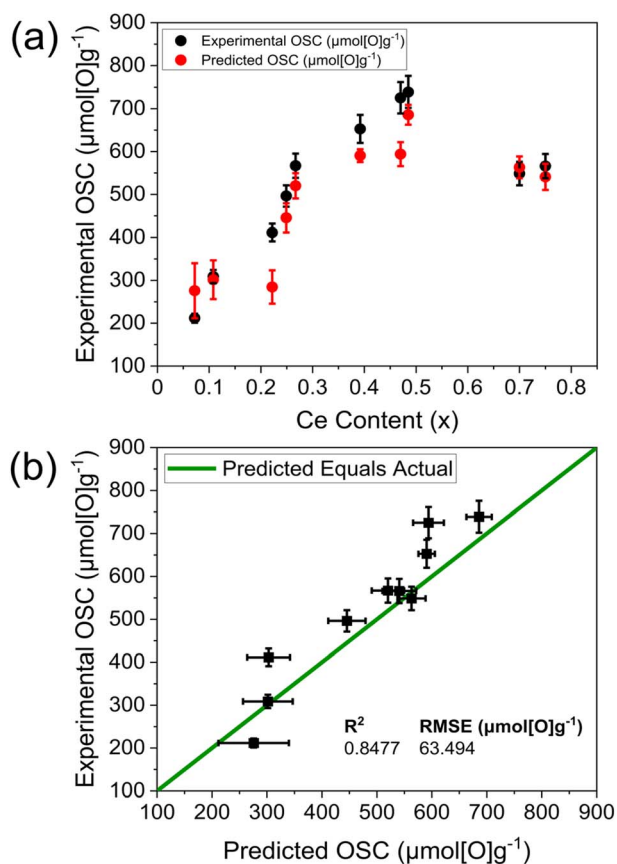 (a)
Experimental OSC (µmol[O]g⁻¹)
900
800
700
600
500
400
300
200
100
Experimental OSC (µmol[O]g⁻¹)
Predicted OSC (µmol[O]g⁻¹)
0 0.1 0.2 0.3 0.4 0.5 0.6 0.7 0.8
Ce Content (x)
(b)
Experimental OSC (µmol[O]g⁻¹)
900
800
700
600
500
400
300
200
100
Predicted Equals Actual
R² RMSE (µmol[O]g⁻¹)
0.8477 63.494
100 200 300 400 500 600 700 800 900
Predicted OSC (µmol[O]g⁻¹)